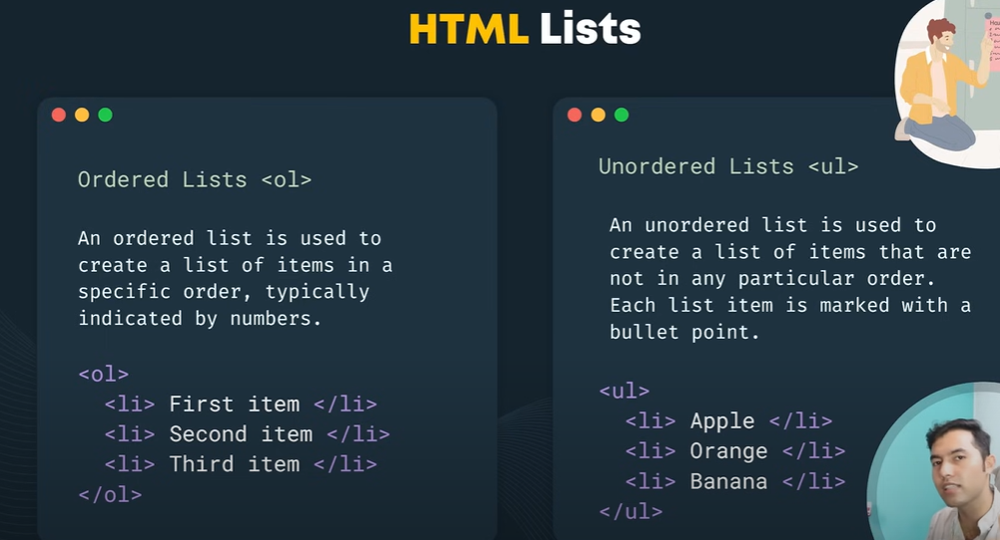 HTML Lists
Ordered Lists <ol>
An ordered list is used to
create a list of items in a
specific order, typically
indicated by numbers.
<ol>
<li> First item </li>
<li> Second item </li>
<li> Third item </li>
</ol>
Unordered Lists <ul>
An unordered list is used to
create a list of items that are
not in any particular order.
Each list item is marked with a
bullet point.
<ul>
<li> Apple </li>
<li> Orange </li>
<li> Banana </li>
</ul>